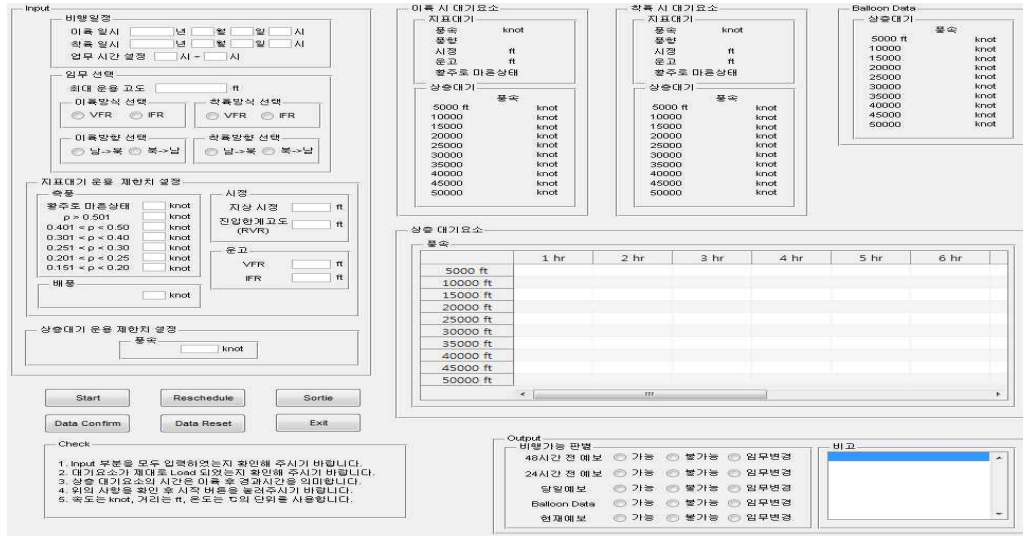 Input
비행일정
이륙 일시 년 월 일 시
착륙 일시 년 월 일 시
업무 시간 설정 시 ~ 시
임무 선택
최대 운용 고도 ft
이륙방식 선택
VFR IFR
착륙방식 선택
VFR IFR
이륙방향 선택
남->북 북->남
착륙방향 선택
남->북 북->남
지표대기 운용 제한치 설정
측풍
활주로 마른상태 knot
ρ > 0.501 knot
0.401 < ρ < 0.50 knot
0.301 < ρ < 0.40 knot
0.251 < ρ < 0.30 knot
0.201 < ρ < 0.25 knot
0.151 < ρ < 0.20 knot
배풍
knot
시정
지상 시정 ft
진입한계고도 ft
(RVR)
운고
VFR ft
IFR ft
상층대기 운용 제한치 설정
풍속
knot
Start Reschedule Sortie
Data Confirm Data Reset Exit
Check
1. Input 부분을 모두 입력하였는지 확인해 주시기 바랍니다.
2. 대기요소가 제대로 Load 되었는지 확인해 주시기 바랍니다.
3. 상층 대기요소의 시간은 이륙 후 경과시간을 의미합니다.
4. 위의 사항을 확인 후 시작 버튼을 눌러주시기 바랍니다.
5. 속도는 knot, 거리는 ft, 온도는 ℃의 단위를 사용합니다.
이륙 시 대기요소
지표대기
풍속 knot
풍향
시정 ft
운고 ft
활주로 마른상태
상층대기
풍속
5000 ft knot
10000 knot
15000 knot
20000 knot
25000 knot
30000 knot
35000 knot
40000 knot
45000 knot
50000 knot
착륙 시 대기요소
지표대기
풍속 knot
풍향
시정 ft
운고 ft
활주로 마른상태
상층대기
풍속
5000 ft knot
10000 knot
15000 knot
20000 knot
25000 knot
30000 knot
35000 knot
40000 knot
45000 knot
50000 knot
Balloon Data
상층대기
풍속
5000 ft knot
10000 knot
15000 knot
20000 knot
25000 knot
30000 knot
35000 knot
40000 knot
45000 knot
50000 knot
상층 대기요소
풍속
1 hr 2 hr 3 hr 4 hr 5 hr 6 hr
5000 ft
10000 ft
15000 ft
20000 ft
25000 ft
30000 ft
35000 ft
40000 ft
45000 ft
50000 ft
Output
비행가능 판별
48시간 전 예보 가능 불가능 임무변경
24시간 전 예보 가능 불가능 임무변경
당일예보 가능 불가능 임무변경
Balloon Data 가능 불가능 임무변경
현재예보 가능 불가능 임무변경
비고